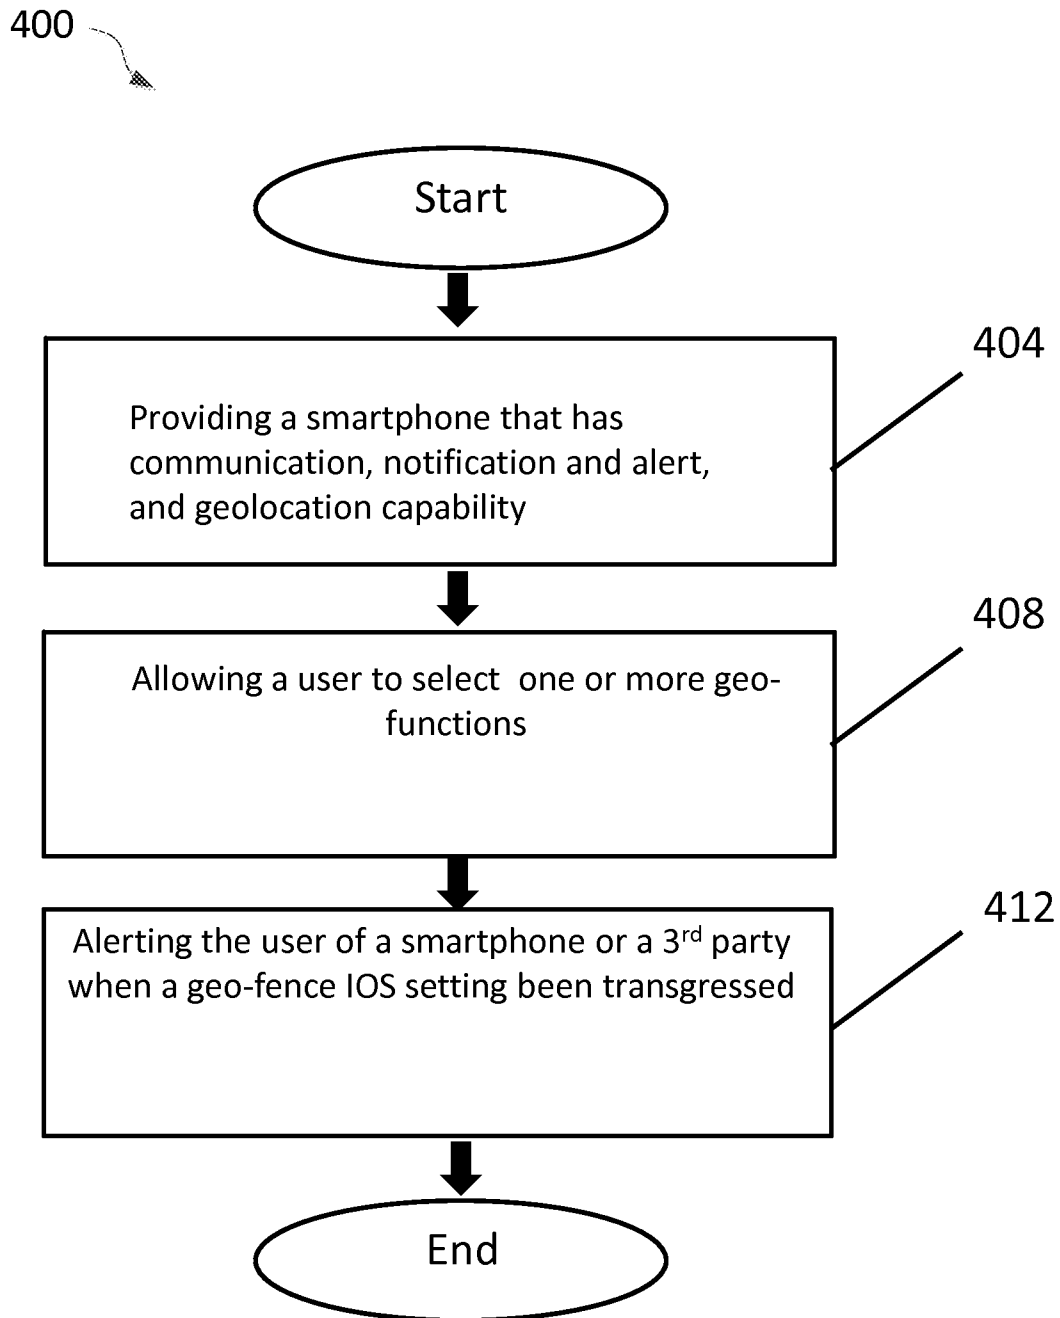 400
Start
404
Providing a smartphone that has
communication, notification and alert,
and geolocation capability
408
Allowing a user to select  one or more geo-
functions
412
Alerting the user of a smartphone or a 3rd party
when a geo-fence IOS setting been transgressed
End